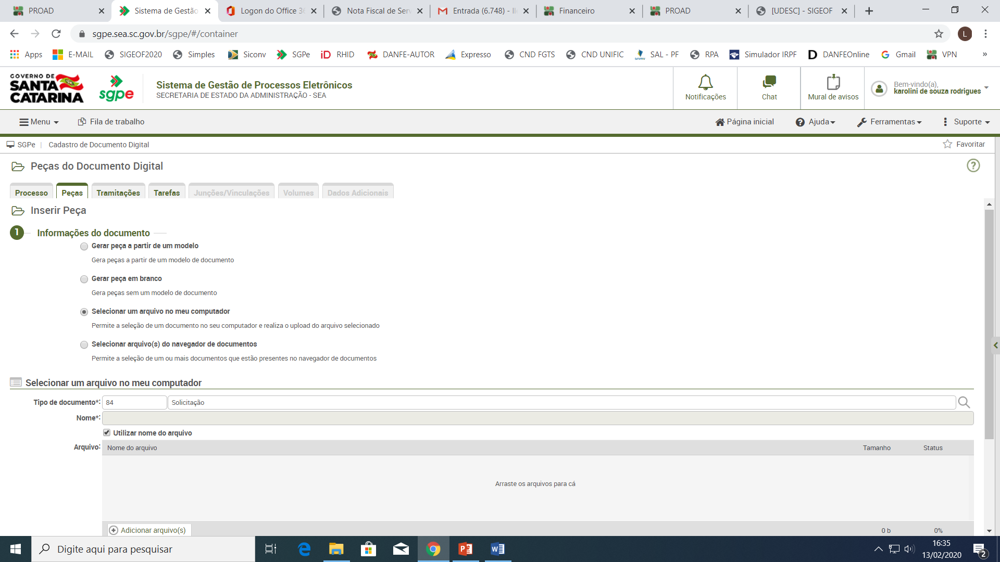 PROAD
Sistema de Gestão
Logon do Office 36
Nota Fiscal de Serv
Entrada (6.748) - Il
Financeiro
PROAD
[UDESC] - SIGEOF
sgpe.sea.sc.gov.br/sgpe/#/container
L
Apps
E-MAIL
SIGEOF2020
Simples
Siconv
SGPe
iD RHID
DANFE-AUTOR
Expresso
CND FGTS
CND UNIFIC
SAL - PF
RPA
Simulador IRPF
D DANFEOnline
G Gmail
VPN
»
GOVERNO DE
SANTA
CATARINA
sgpe
Sistema de Gestão de Processos Eletrônicos
SECRETARIA DE ESTADO DA ADMINISTRAÇÃO - SEA
Notificações
Chat
Mural de avisos
Bem-vindo(a),
karolini de souza rodrigues
Menu
Fila de trabalho
Página inicial
Ajuda
Ferramentas
Suporte
SGPe | Cadastro de Documento Digital
Favoritar
Peças do Documento Digital
?
Processo
Peças
Tramitações
Tarefas
Junções/Vinculações
Volumes
Dados Adicionais
Inserir Peça
1 Informações do documento
Gerar peça a partir de um modelo
Gera peças a partir de um modelo de documento
Gerar peça em branco
Gera peças sem um modelo de documento
Selecionar um arquivo no meu computador
Permite a seleção de um documento no seu computador e realiza o upload do arquivo selecionado
Selecionar arquivo(s) do navegador de documentos
Permite a seleção de um ou mais documentos que estão presentes no navegador de documentos
Selecionar um arquivo no meu computador
Tipo de documento*: 84 Solicitação
Nome*:
Utilizar nome do arquivo
Arquivo: Nome do arquivo Tamanho Status
Arraste os arquivos para cá
Adicionar arquivo(s) 0 b 0%
Digite aqui para pesquisar
16:35
13/02/2020
2